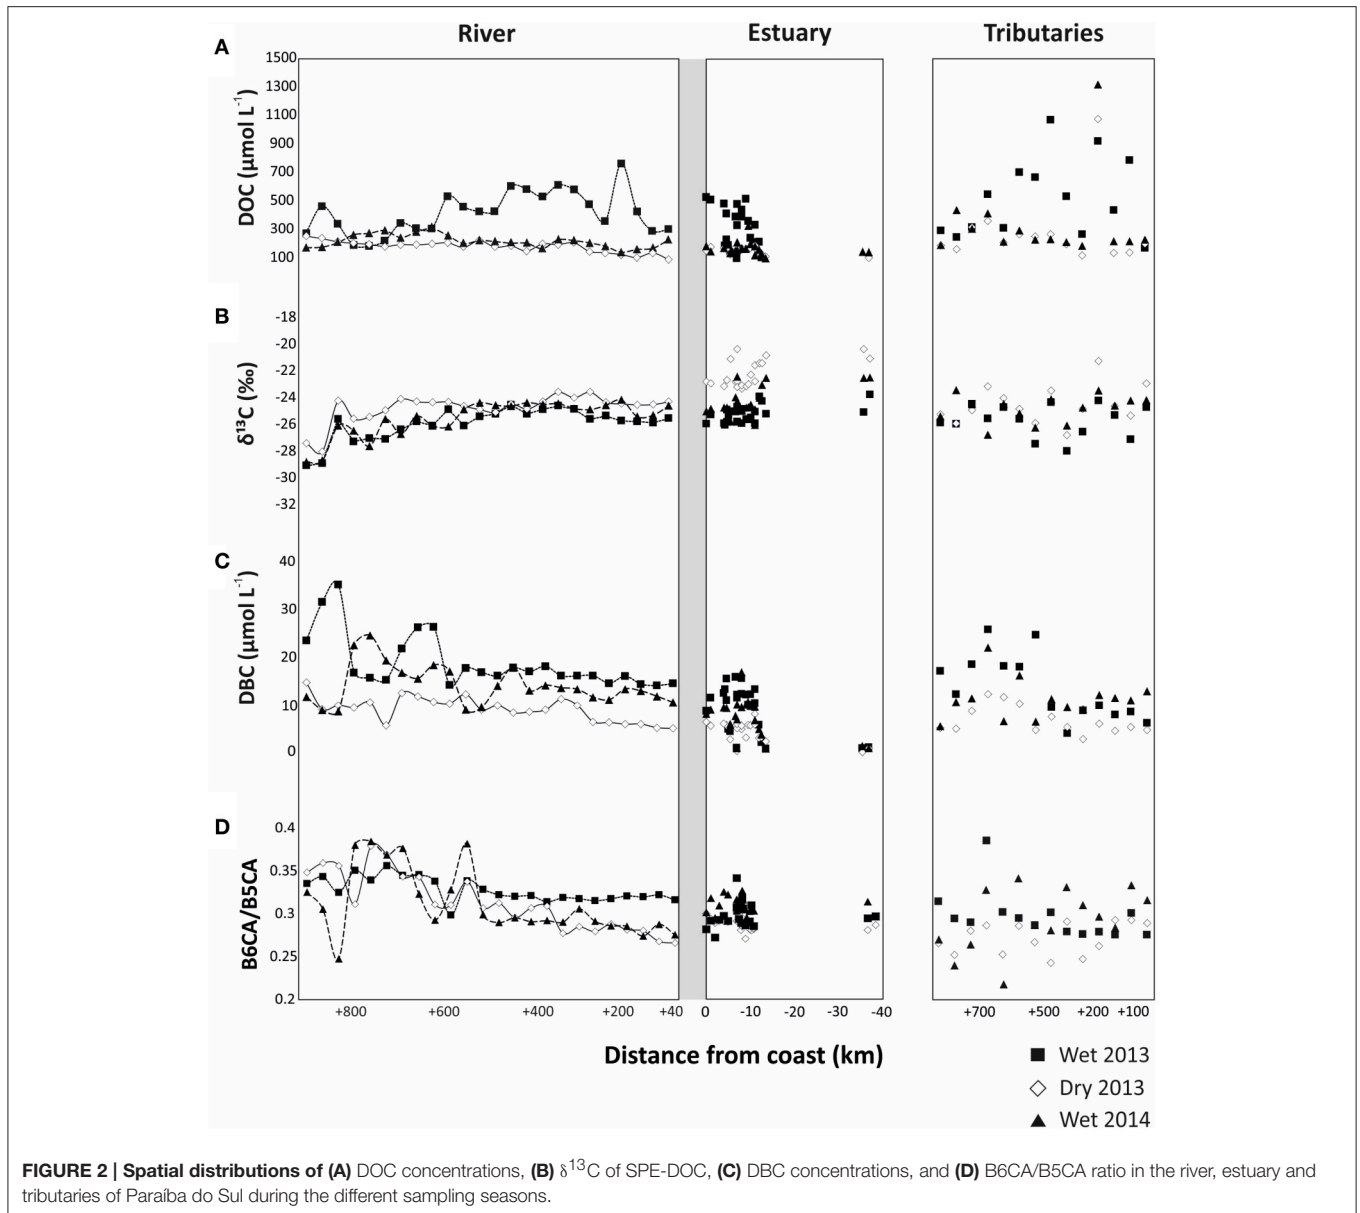 River Estuary Tributaries
A
DOC (µmol L-1)
1500
1300
1100
900
700
500
300
100
B
δ13C (‰)
-18
-20
-22
-24
-26
-28
-30
-32
C
DBC (µmol L-1)
40
30
20
10
0
D
B6CA/B5CA
0.4
0.35
0.3
0.25
0.2
+800 +600 +400 +200 +40 0 -10 -20 -30 -40 +700 +500 +200 +100
Distance from coast (km)
Wet 2013
Dry 2013
Wet 2014
FIGURE 2 | Spatial distributions of (A) DOC concentrations, (B) δ13C of SPE-DOC, (C) DBC concentrations, and (D) B6CA/B5CA ratio in the river, estuary and
tributaries of Paraíba do Sul during the different sampling seasons.